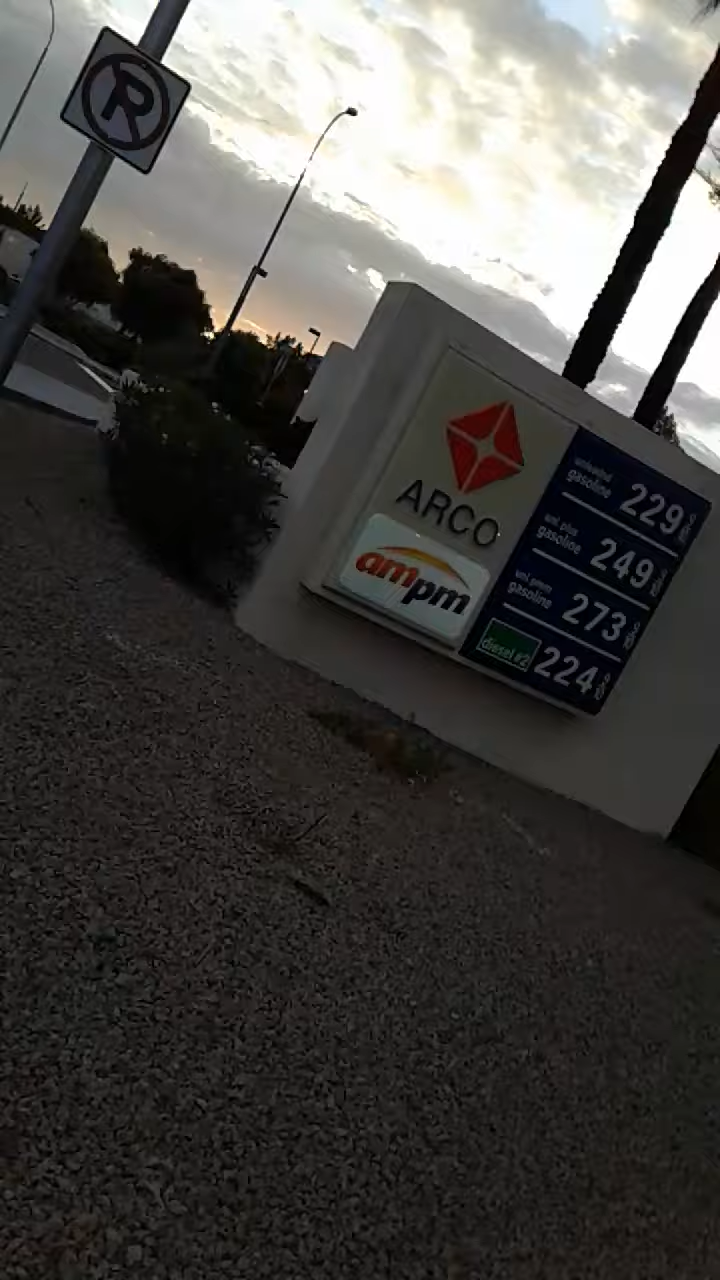 P
ARCO
ampm
unleaded
gasoline 229
unl.plus
gasoline 249
unl.prem
gasoline 273
diesel #2 224